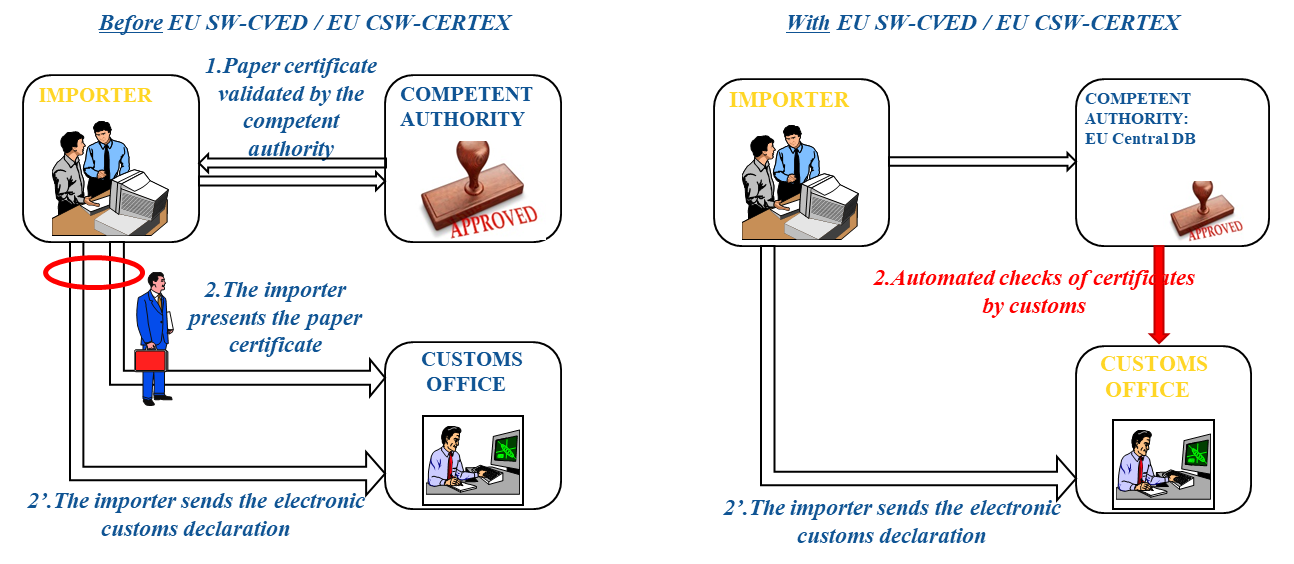 Before EU SW-CVED / EU CSW-CERTEX
1.Paper certificate
validated by the
competent
authority
IMPORTER
COMPETENT
AUTHORITY
APPROVED
2.The importer
presents the paper
certificate
CUSTOMS
OFFICE
2’.The importer sends the electronic
customs declaration
With EU SW-CVED / EU CSW-CERTEX
IMPORTER
COMPETENT
AUTHORITY:
EU Central DB
APPROVED
2.Automated checks of certificates
by customs
CUSTOMS
OFFICE
2’.The importer sends the electronic
customs declaration